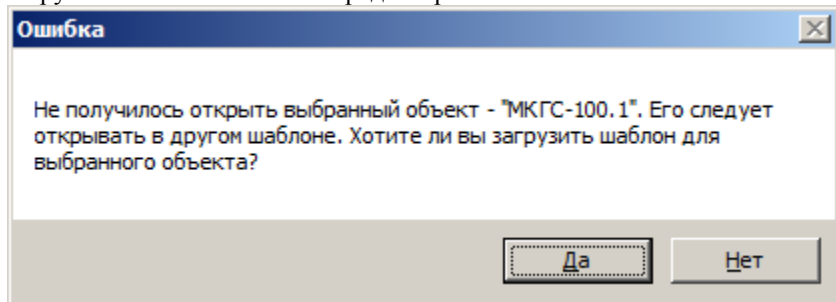 Ошибка
Не получилось открыть выбранный объект - "МКГС-100.1". Его следует
открывать в другом шаблоне. Хотите ли вы загрузить шаблон для
выбранного объекта?
Да
Нет